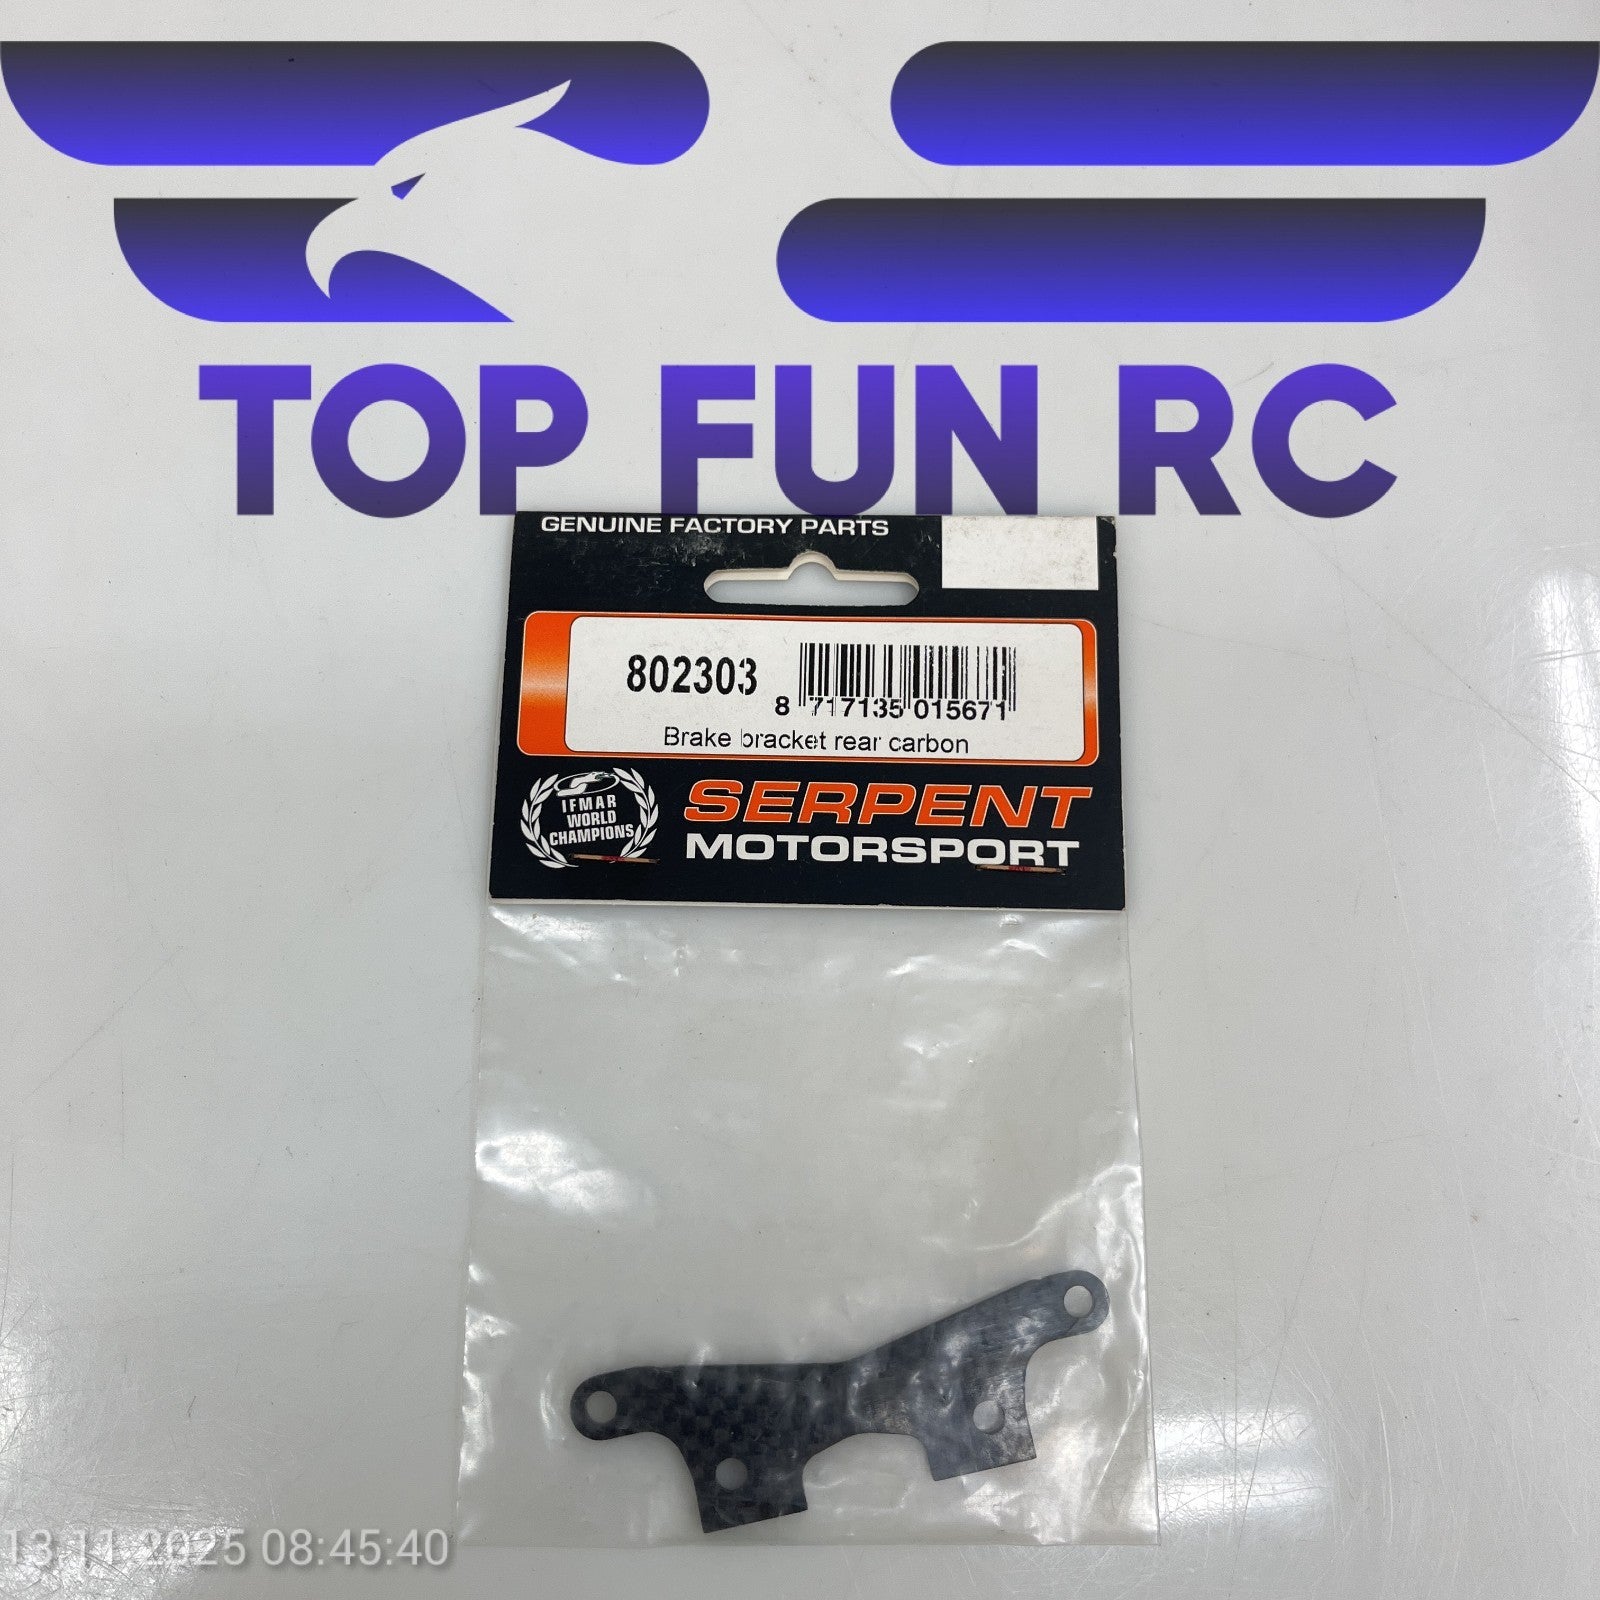 TOP FUN RC
GENUINE FACTORY PARTS
802303
8 717135 015671
Brake bracket rear carbon
IFMAR
WORLD
CHAMPIONS
SERPENT
MOTORSPORT
13.11.2025 08:45:40